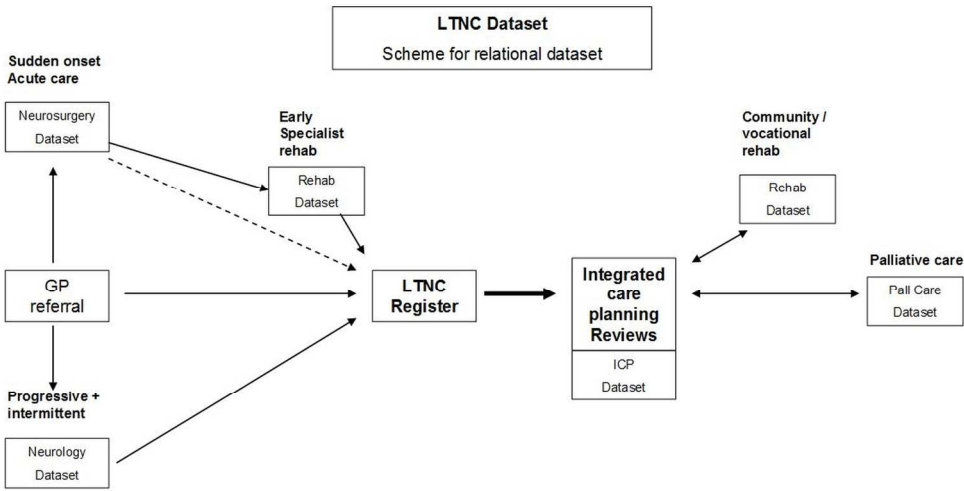 LTNC Dataset
Scheme for relational dataset
Sudden onset
Acute care
Neurosurgery
Dataset
Early
Specialist
rehab
Rehab
Dataset
Community /
vocational
rehab
Rehab
Dataset
Palliative care
Pall Care
Dataset
GP
referral
LTNC
Register
Integrated
care
planning
Reviews
ICP
Dataset
Progressive +
intermittent
Neurology
Dataset